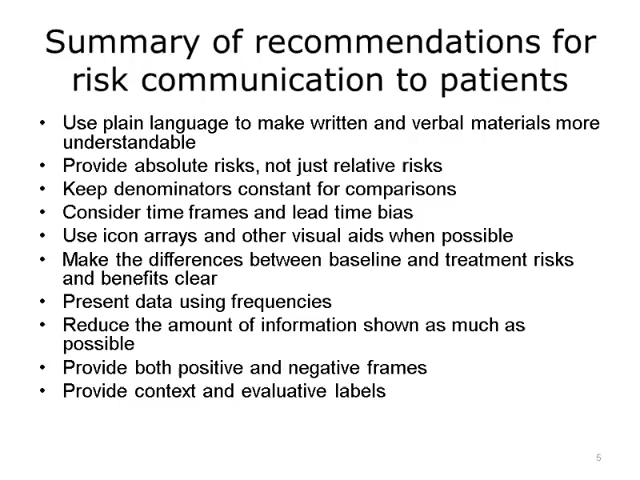 Summary of recommendations for
risk communication to patients
• Use plain language to make written and verbal materials more
understandable
• Provide absolute risks, not just relative risks
• Keep denominators constant for comparisons
• Consider time frames and lead time bias
• Use icon arrays and other visual aids when possible
• Make the differences between baseline and treatment risks
and benefits clear
• Present data using frequencies
• Reduce the amount of information shown as much as
possible
• Provide both positive and negative frames
• Provide context and evaluative labels
5